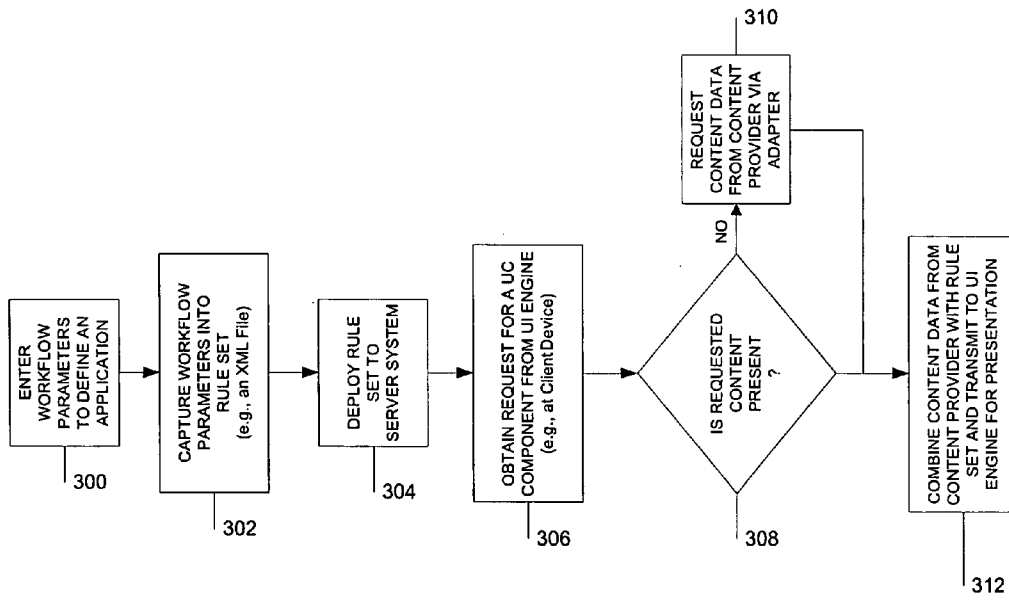 ENTER
WORKFLOW
PARAMETERS
TO DEFINE AN
APPLICATION
300
CAPTURE WORKFLOW
PARAMETERS INTO
RULE SET
(e.g., an XML File)
302
DEPLOY RULE
SET TO
SERVER SYSTEM
304
OBTAIN REQUEST FOR A UC
COMPONENT FROM UI ENGINE
(e.g., at ClientDevice)
306
IS REQUESTED
CONTENT
PRESENT
?
308
NO
REQUEST
CONTENT DATA
FROM CONTENT
PROVIDER VIA
ADAPTER
310
COMBINE CONTENT DATA FROM
CONTENT PROVIDER WITH RULE
SET AND TRANSMIT TO UI
ENGINE FOR PRESENTATION
312